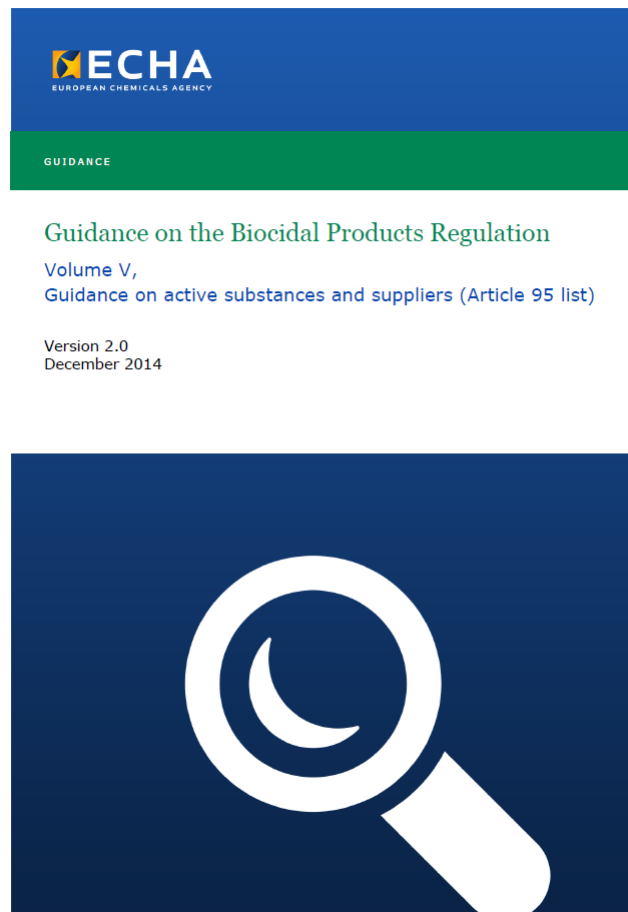 ECHA
EUROPEAN CHEMICALS AGENCY
GUIDANCE
Guidance on the Biocidal Products Regulation
Volume V,
Guidance on active substances and suppliers (Article 95 list)
Version 2.0
December 2014